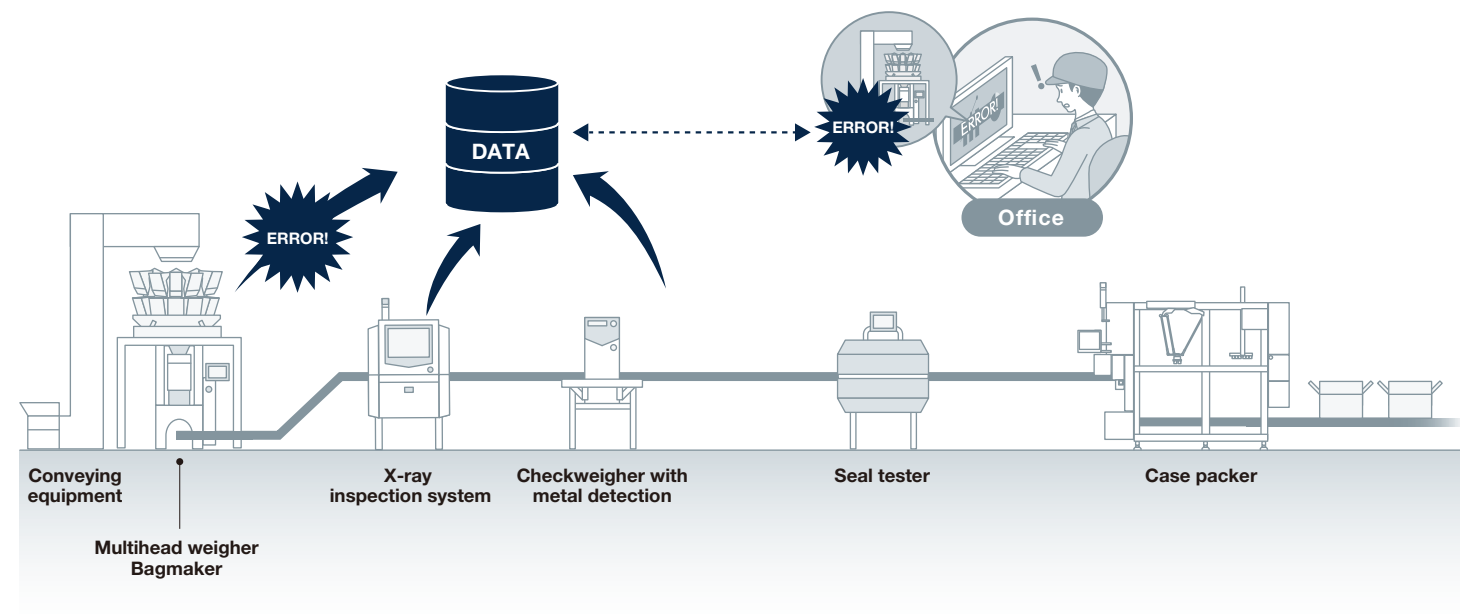 ERROR!
ERROR!
DATA
ERROR!
Office
Conveying
equipment
X-ray
inspection system
Checkweigher with
metal detection
Seal tester
Case packer
Multihead weigher
Bagmaker